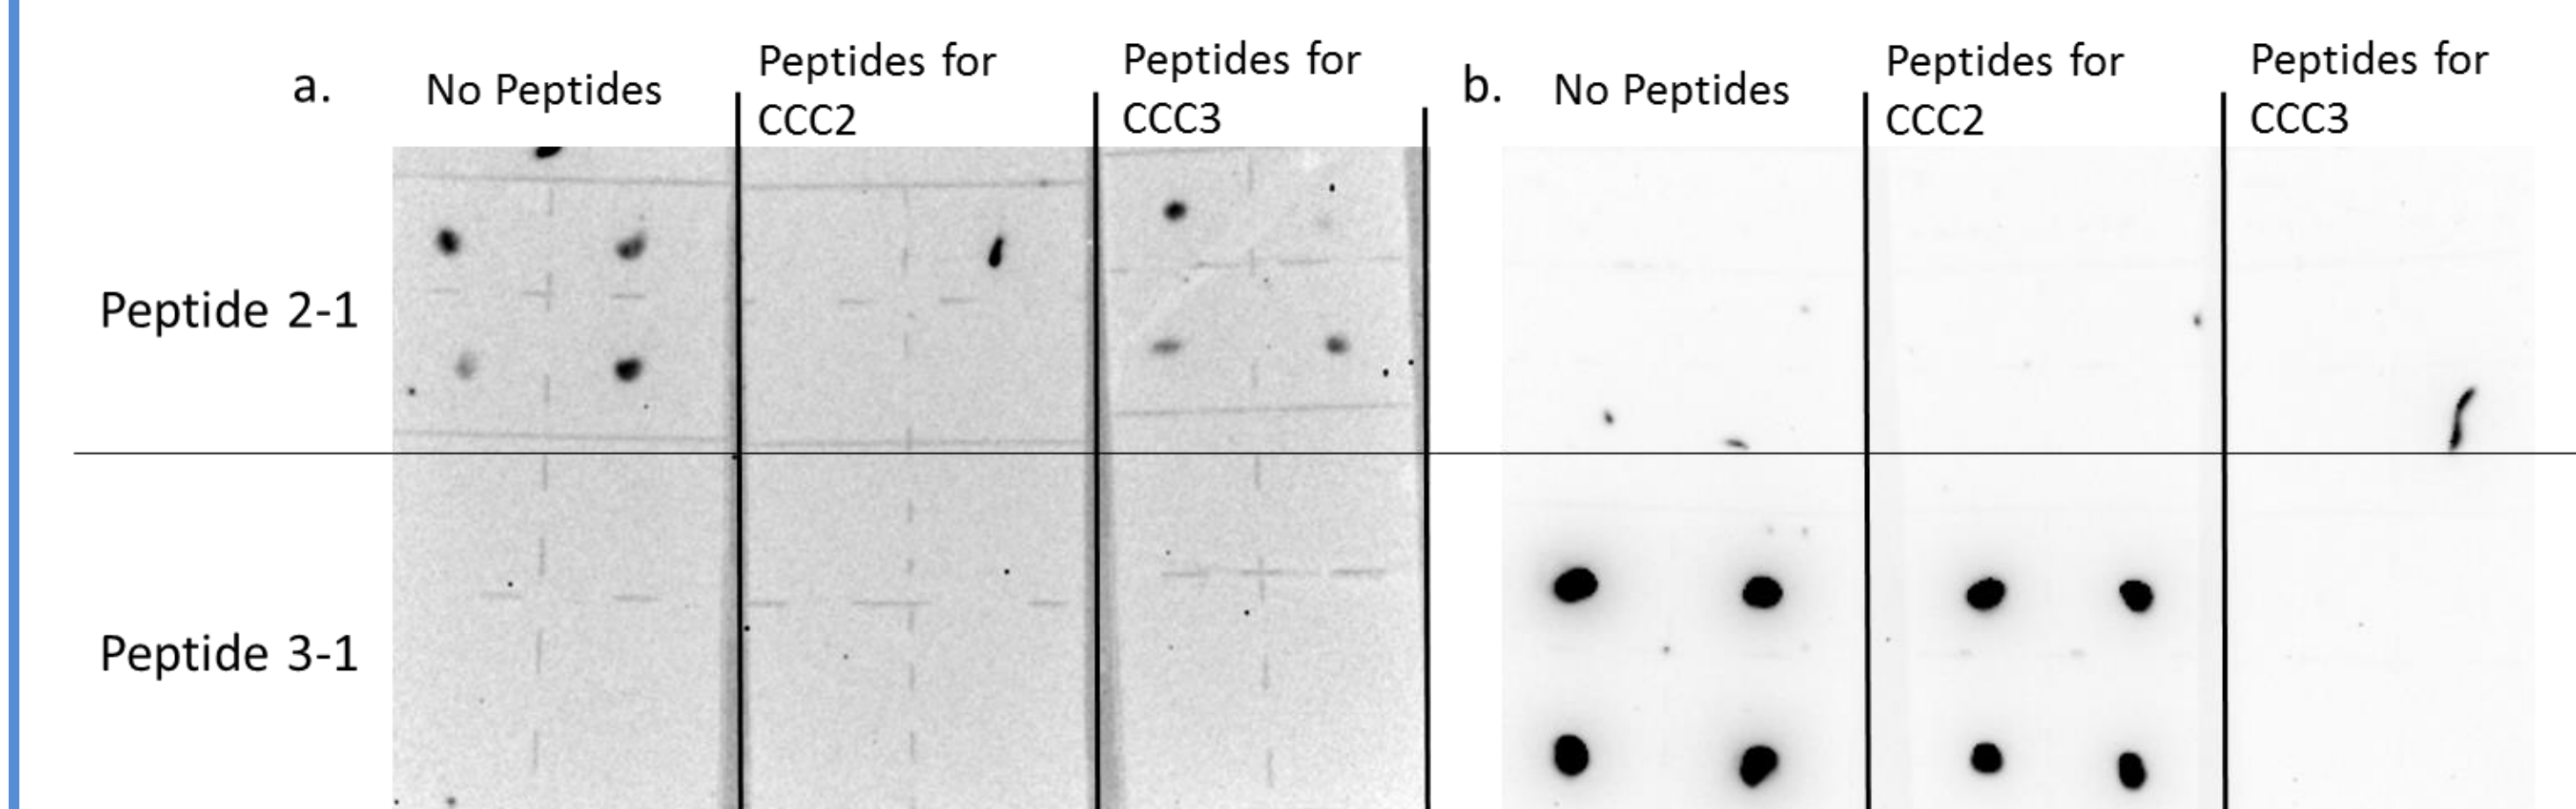 a.
No Peptides
Peptides for
CCC2
Peptides for
CCC3
b.
No Peptides
Peptides for
CCC2
Peptides for
CCC3
Peptide 2-1
Peptide 3-1